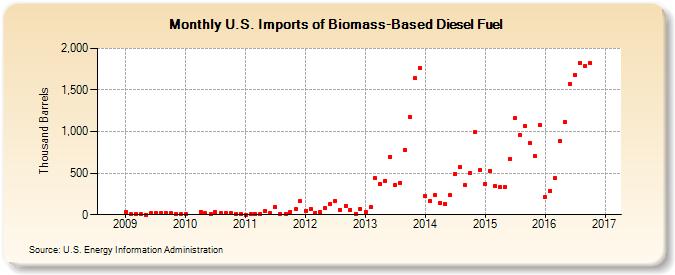 Monthly U.S. Imports of Biomass-Based Diesel Fuel
Thousand Barrels
2,000
1,500
1,000
500
0
2009 2010 2011 2012 2013 2014 2015 2016 2017
Source: U.S. Energy Information Administration